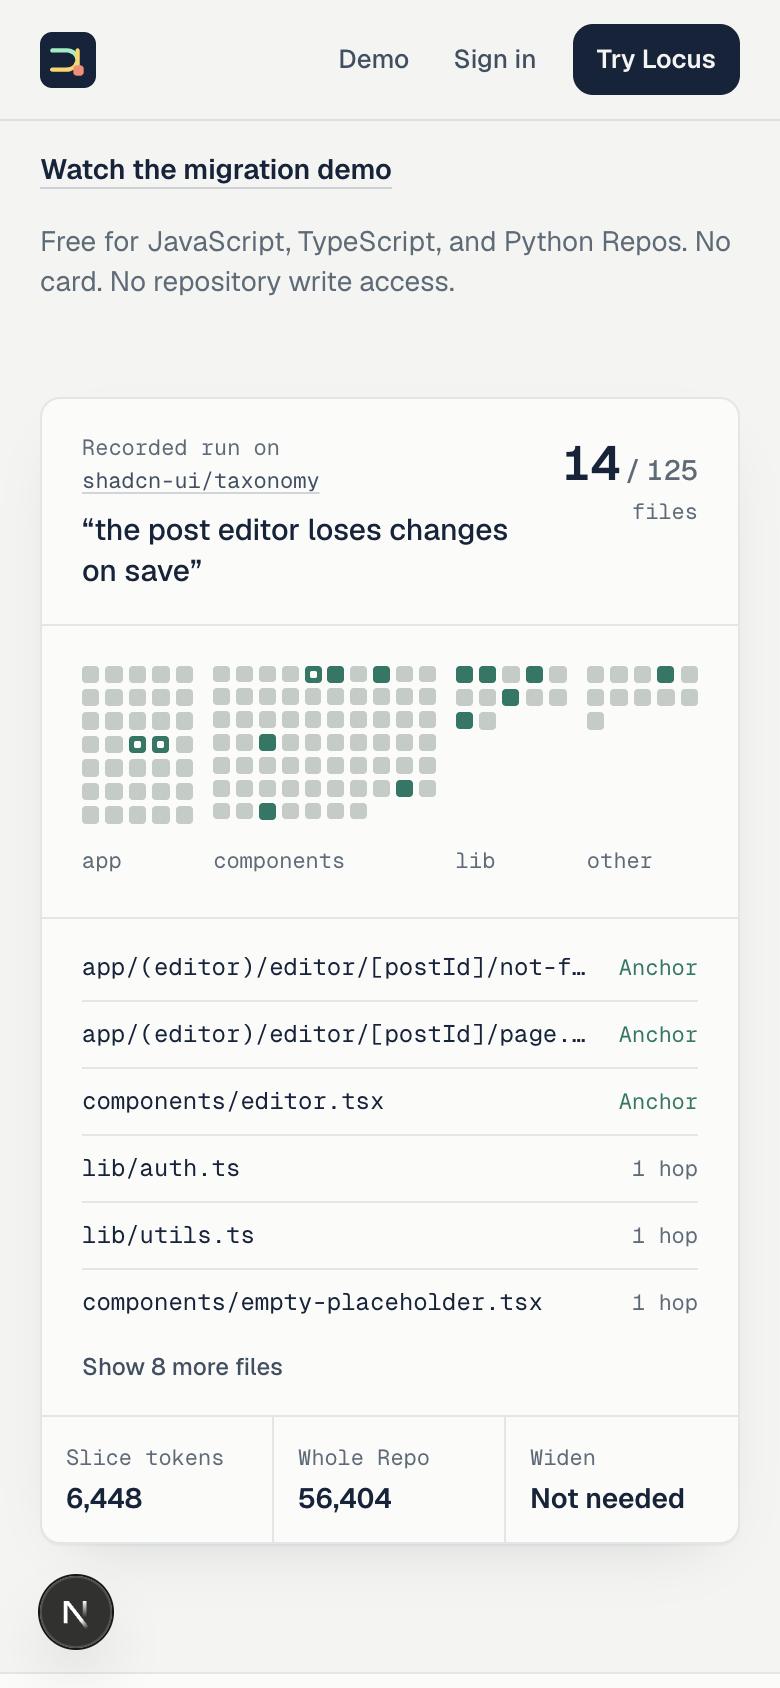 Demo
Sign in
Try Locus
Watch the migration demo
Free for JavaScript, TypeScript, and Python Repos. No
card. No repository write access.
Recorded run on
shadcn-ui/taxonomy
14 / 125
files
“the post editor loses changes
on save”
app
components
lib
other
app/(editor)/editor/[postId]/not-f… Anchor
app/(editor)/editor/[postId]/page.… Anchor
components/editor.tsx Anchor
lib/auth.ts 1 hop
lib/utils.ts 1 hop
components/empty-placeholder.tsx 1 hop
Show 8 more files
Slice tokens
6,448
Whole Repo
56,404
Widen
Not needed
N